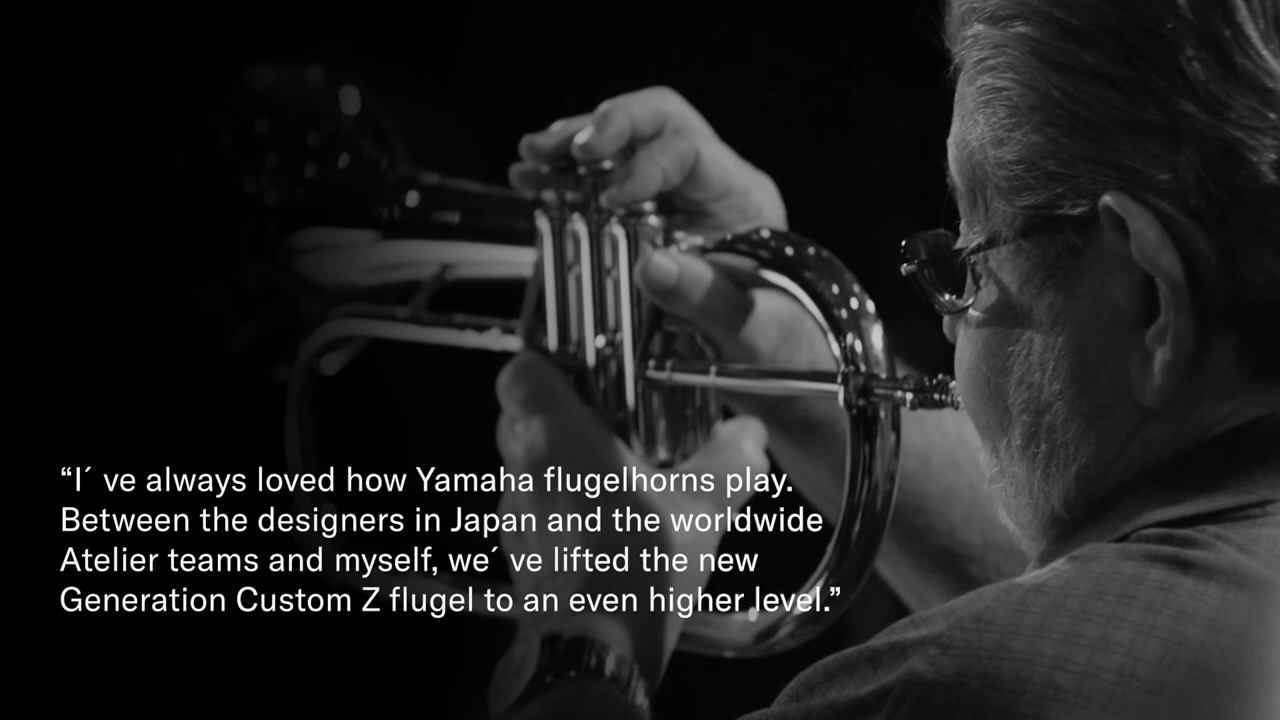 “I´ ve always loved how Yamaha flugelhorns play.
Between the designers in Japan and the worldwide
Atelier teams and myself, we´ ve lifted the new
Generation Custom Z flugel to an even higher level.”